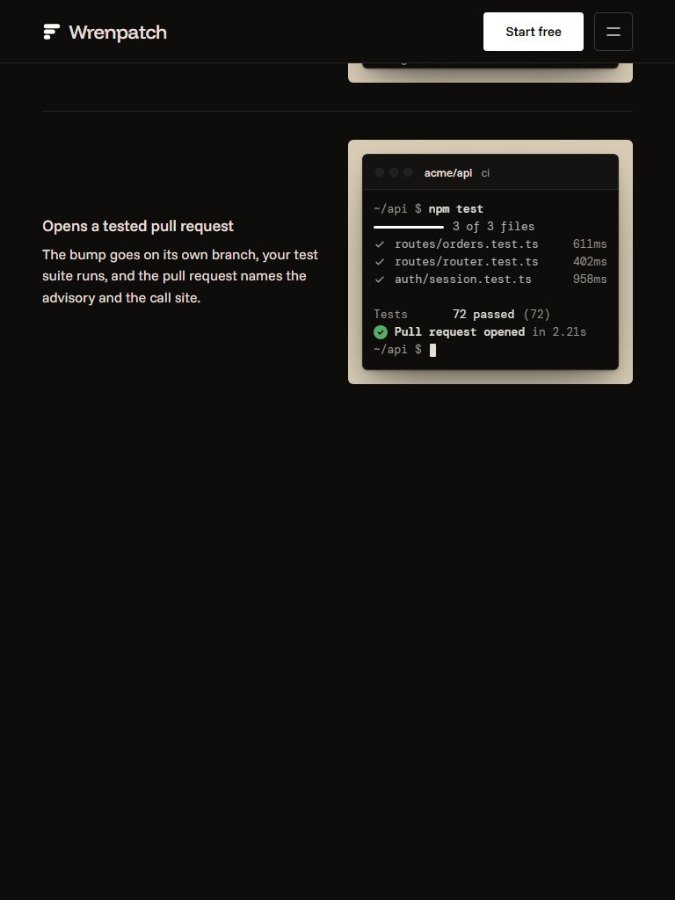 Wrenpatch
Start free
Opens a tested pull request
The bump goes on its own branch, your test
suite runs, and the pull request names the
advisory and the call site.
acme/api ci
~/api $ npm test
3 of 3 files
routes/orders.test.ts 611ms
routes/router.test.ts 402ms
auth/session.test.ts 958ms
Tests 72 passed (72)
Pull request opened in 2.21s
~/api $